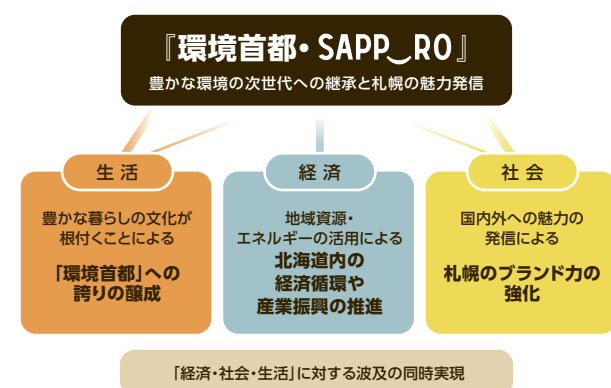 『環境首都・SAPP‿RO』
豊かな環境の次世代への継承と札幌の魅力発信
生活
豊かな暮らしの文化が
根付くことによる
「環境首都」への
誇りの醸成
経済
地域資源・
エネルギーの活用による
北海道内の
経済循環や
産業振興の推進
社会
国内外への魅力の
発信による
札幌のブランド力の
強化
「経済・社会・生活」に対する波及の同時実現